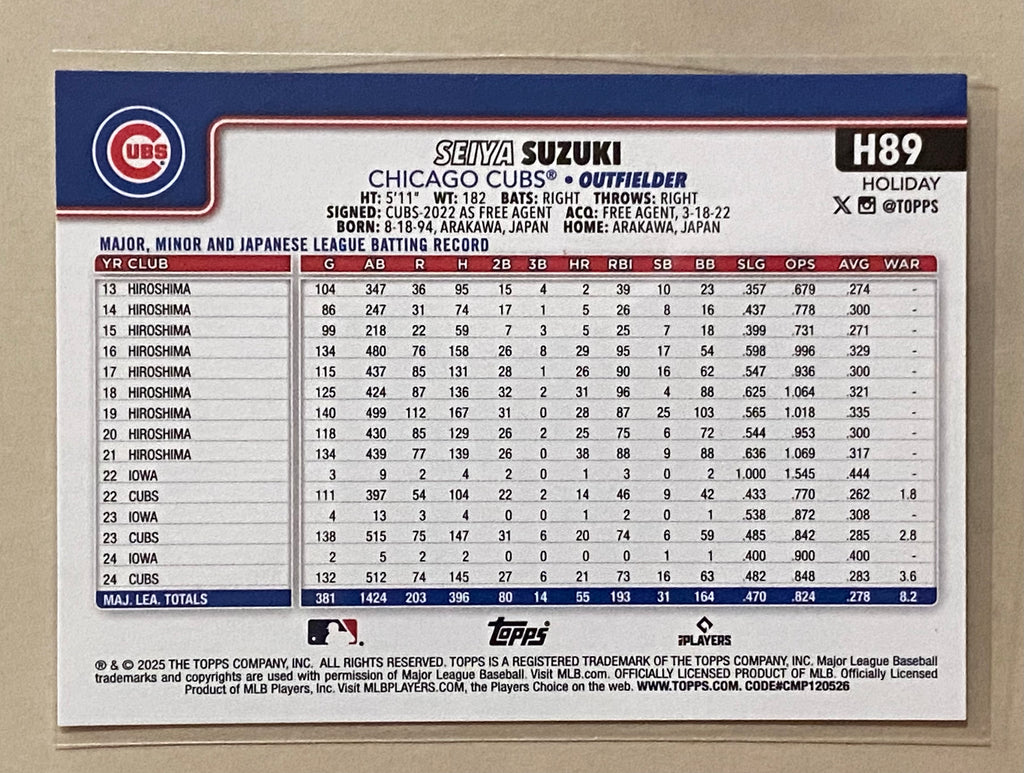 CUBS
SEIYA SUZUKI
H89
CHICAGO CUBS® • OUTFIELDER
HOLIDAY
HT: 5'11" WT: 182 BATS: RIGHT THROWS: RIGHT
@TOPPS
SIGNED: CUBS-2022 AS FREE AGENT ACQ: FREE AGENT, 3-18-22
BORN: 8-18-94, ARAKAWA, JAPAN HOME: ARAKAWA, JAPAN
MAJOR, MINOR AND JAPANESE LEAGUE BATTING RECORD
YR CLUB G AB R H 2B 3B HR RBI SB BB SLG OPS AVG WAR
13 HIROSHIMA 104 347 36 95 15 4 2 39 10 23 .357 .679 .274 -
14 HIROSHIMA 86 247 31 74 17 1 5 26 8 16 .437 .778 .300 -
15 HIROSHIMA 99 218 22 59 7 3 5 25 7 18 .399 .731 .271 -
16 HIROSHIMA 134 480 76 158 26 8 29 95 17 54 .598 .996 .329 -
17 HIROSHIMA 115 437 85 131 28 1 26 90 16 62 .547 .936 .300 -
18 HIROSHIMA 125 424 87 136 32 2 31 96 4 88 .625 1.064 .321 -
19 HIROSHIMA 140 499 112 167 31 0 28 87 25 103 .565 1.018 .335 -
20 HIROSHIMA 118 430 85 129 26 2 25 75 6 72 .544 .953 .300 -
21 HIROSHIMA 134 439 77 139 26 0 38 88 9 88 .636 1.069 .317 -
22 IOWA 3 9 2 4 2 0 1 3 0 2 1.000 1.545 .444 -
22 CUBS 111 397 54 104 22 2 14 46 9 42 .433 .770 .262 1.8
23 IOWA 4 13 3 4 0 0 1 2 0 1 .538 .872 .308 -
23 CUBS 138 515 75 147 31 6 20 74 6 59 .485 .842 .285 2.8
24 IOWA 2 5 2 2 0 0 0 0 1 1 .400 .900 .400 -
24 CUBS 132 512 74 145 27 6 21 73 16 63 .482 .848 .283 3.6
MAJ. LEA. TOTALS 381 1424 203 396 80 14 55 193 31 164 .470 .824 .278 8.2
Topps
PLAYERS
® & © 2025 THE TOPPS COMPANY, INC. ALL RIGHTS RESERVED. TOPPS IS A REGISTERED TRADEMARK OF THE TOPPS COMPANY, INC. Major League Baseball
trademarks and copyrights are used with permission of Major League Baseball. Visit MLB.com. OFFICIALLY LICENSED PRODUCT OF MLB. Officially Licensed
Product of MLB Players, Inc. Visit MLBPLAYERS.COM, the Players Choice on the web. WWW.TOPPS.COM. CODE#CMP120526